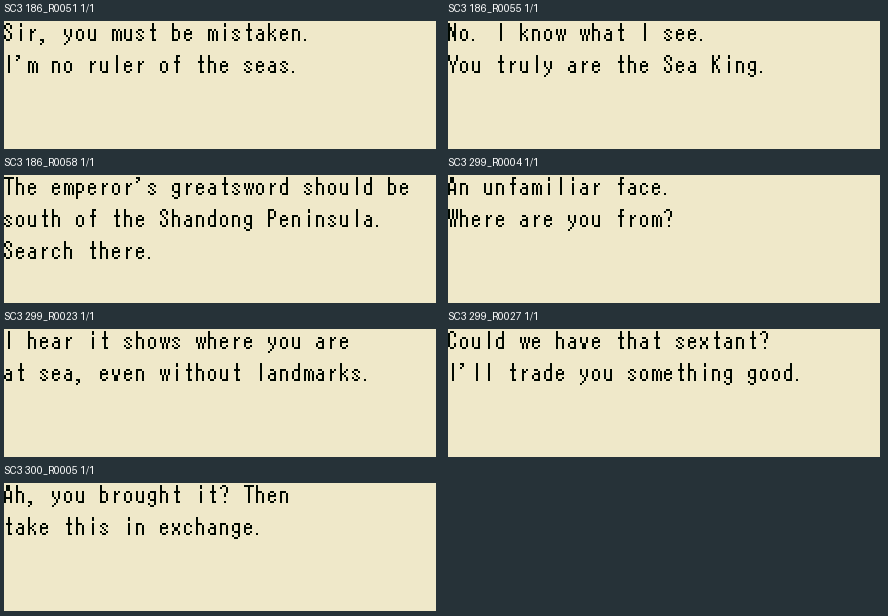 SC3 186_R0051 1/1
Sir, you must be mistaken.
I'm no ruler of the seas.
SC3 186_R0055 1/1
No. I know what I see.
You truly are the Sea King.
SC3 186_R0058 1/1
The emperor's greatsword should be
south of the Shandong Peninsula.
Search there.
SC3 299_R0004 1/1
An unfamiliar face.
Where are you from?
SC3 299_R0023 1/1
I hear it shows where you are
at sea, even without landmarks.
SC3 299_R0027 1/1
Could we have that sextant?
I'll trade you something good.
SC3 300_R0005 1/1
Ah, you brought it? Then
take this in exchange.